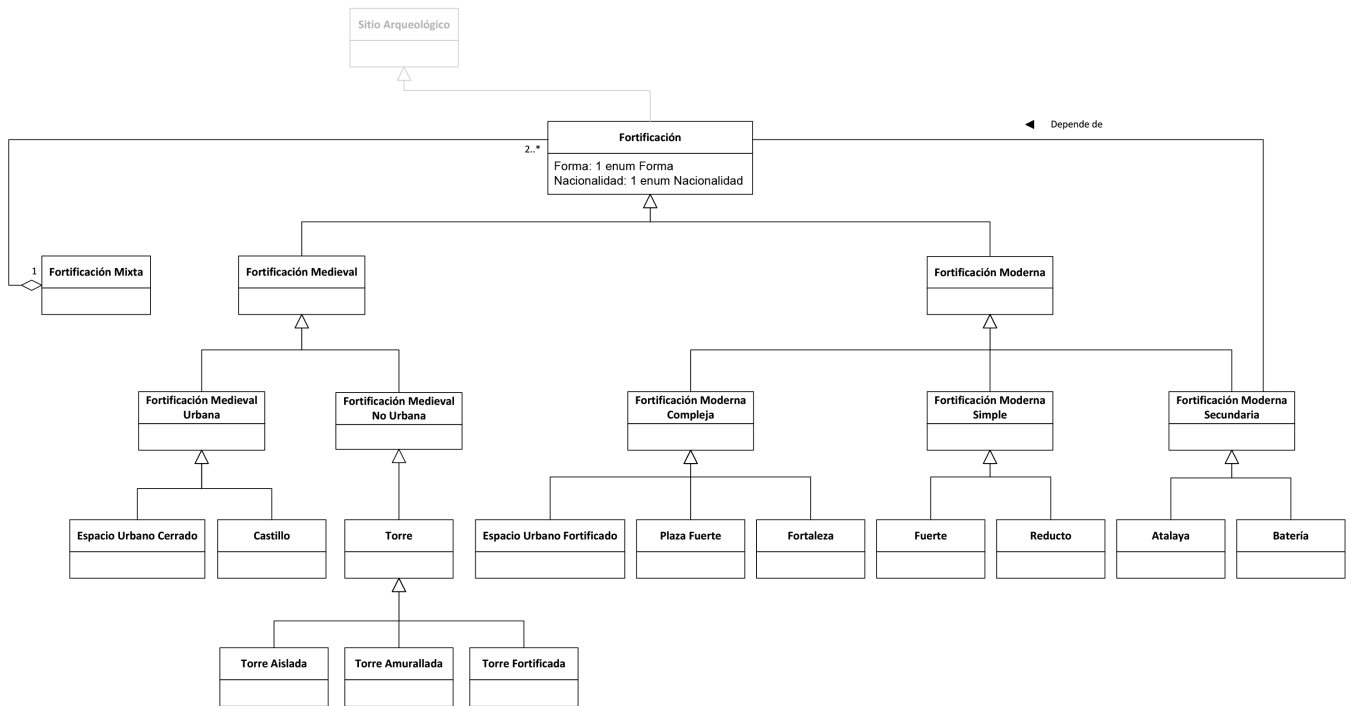 Sitio Arqueológico
Fortificación
Depende de
2..*
Forma: 1 enum Forma
Nacionalidad: 1 enum Nacionalidad
1
Fortificación Mixta
Fortificación Medieval
Fortificación Moderna
Fortificación Medieval
Urbana
Fortificación Medieval
No Urbana
Fortificación Moderna
Compleja
Fortificación Moderna
Simple
Fortificación Moderna
Secundaria
Espacio Urbano Cerrado
Castillo
Torre
Espacio Urbano Fortificado
Plaza Fuerte
Fortaleza
Fuerte
Reducto
Atalaya
Batería
Torre Aislada
Torre Amurallada
Torre Fortificada